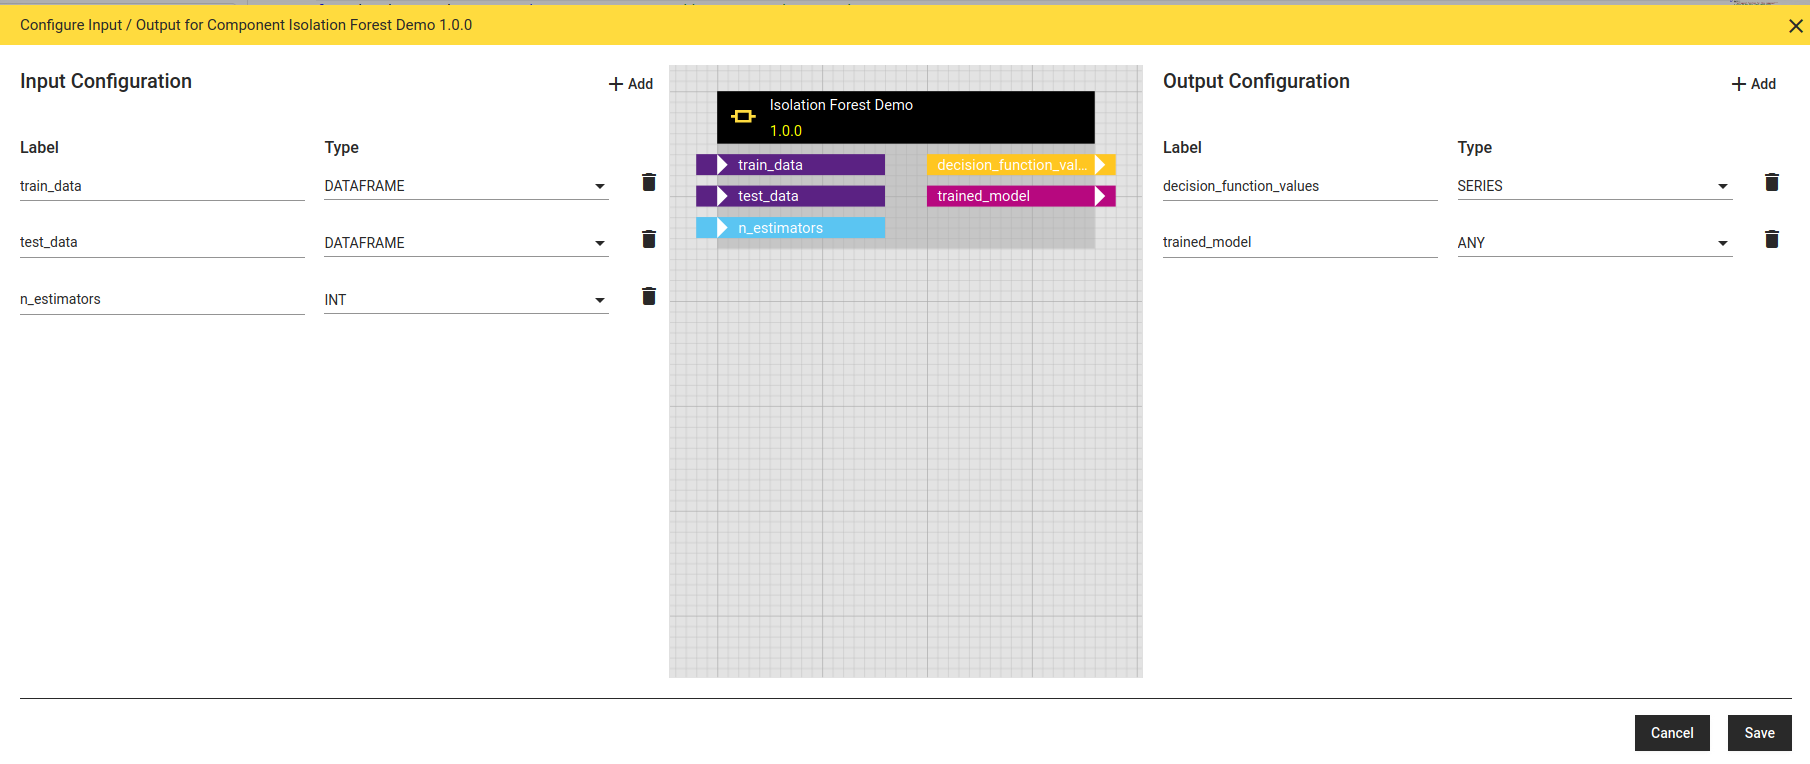 Configure Input / Output for Component Isolation Forest Demo 1.0.0
Input Configuration
Add
Label Type
train_data DATAFRAME
test_data DATAFRAME
n_estimators INT
Isolation Forest Demo
1.0.0
train_data decision_function_val...
test_data trained_model
n_estimators
Output Configuration
Add
Label Type
decision_function_values SERIES
trained_model ANY
Cancel Save